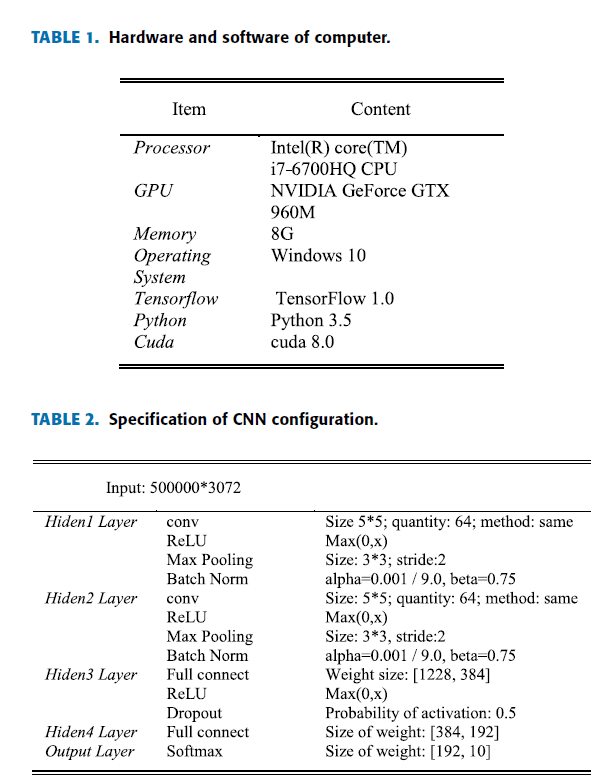 TABLE 1. Hardware and software of computer.
Item Content
Processor Intel(R) core(TM)
i7-6700HQ CPU
GPU NVIDIA GeForce GTX
960M
Memory 8G
Operating Windows 10
System
Tensorflow TensorFlow 1.0
Python Python 3.5
Cuda cuda 8.0
TABLE 2. Specification of CNN configuration.
Input: 500000*3072
Hiden1 Layer conv Size 5*5; quantity: 64; method: same
ReLU Max(0,x)
Max Pooling Size: 3*3; stride:2
Batch Norm alpha=0.001 / 9.0, beta=0.75
Hiden2 Layer conv Size: 5*5; quantity: 64; method: same
ReLU Max(0,x)
Max Pooling Size: 3*3, stride:2
Batch Norm alpha=0.001 / 9.0, beta=0.75
Hiden3 Layer Full connect Weight size: [1228, 384]
ReLU Max(0,x)
Dropout Probability of activation: 0.5
Hiden4 Layer Full connect Size of weight: [384, 192]
Output Layer Softmax Size of weight: [192, 10]